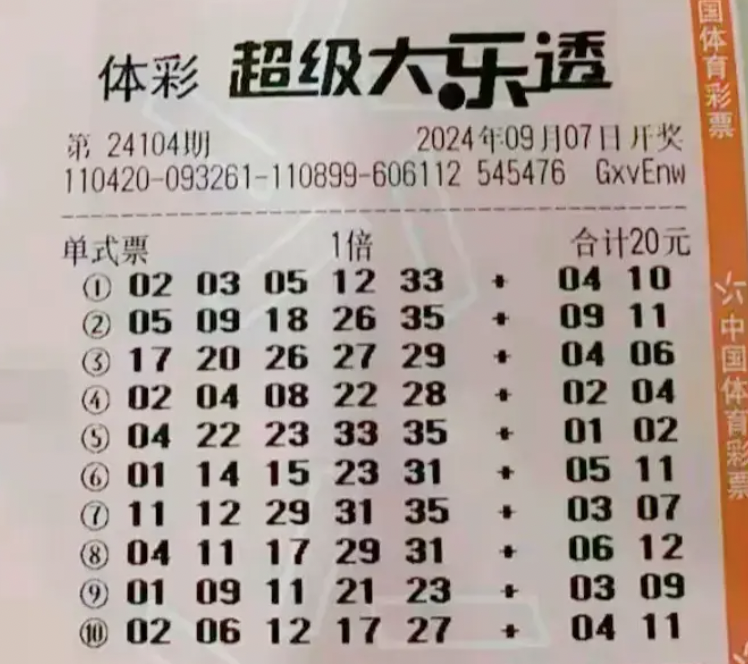 体彩 超级大乐透
第 24104期 2024年09月07日开奖
110420-093261-110899-606112 545476 GxvEnw
单式票 1倍 合计20元
① 02 03 05 12 33 + 04 10
② 05 09 18 26 35 + 09 11
③ 17 20 26 27 29 + 04 06
④ 02 04 08 22 28 + 02 04
⑤ 04 22 23 33 35 + 01 02
⑥ 01 14 15 23 31 + 05 11
⑦ 11 12 29 31 35 + 03 07
⑧ 04 11 17 29 31 + 06 12
⑨ 01 09 11 21 23 + 03 09
⑩ 02 06 12 17 27 + 04 11
国体育彩票
中国体育彩票